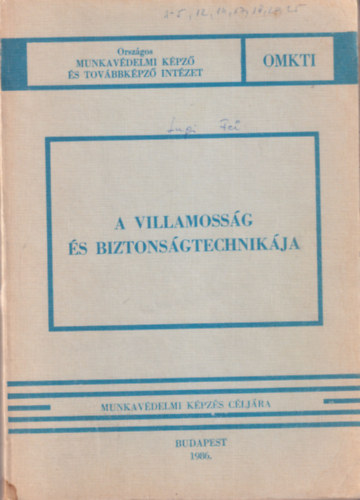 Országos
MUNKAVÉDELMI KÉPZŐ
ÉS TOVÁBBKÉPZŐ INTÉZET
OMKTI
A VILLAMOSSÁG
ÉS BIZTONSÁGTECHNIKÁJA
MUNKAVÉDELMI KÉPZÉS CÉLJÁRA
BUDAPEST
1986.